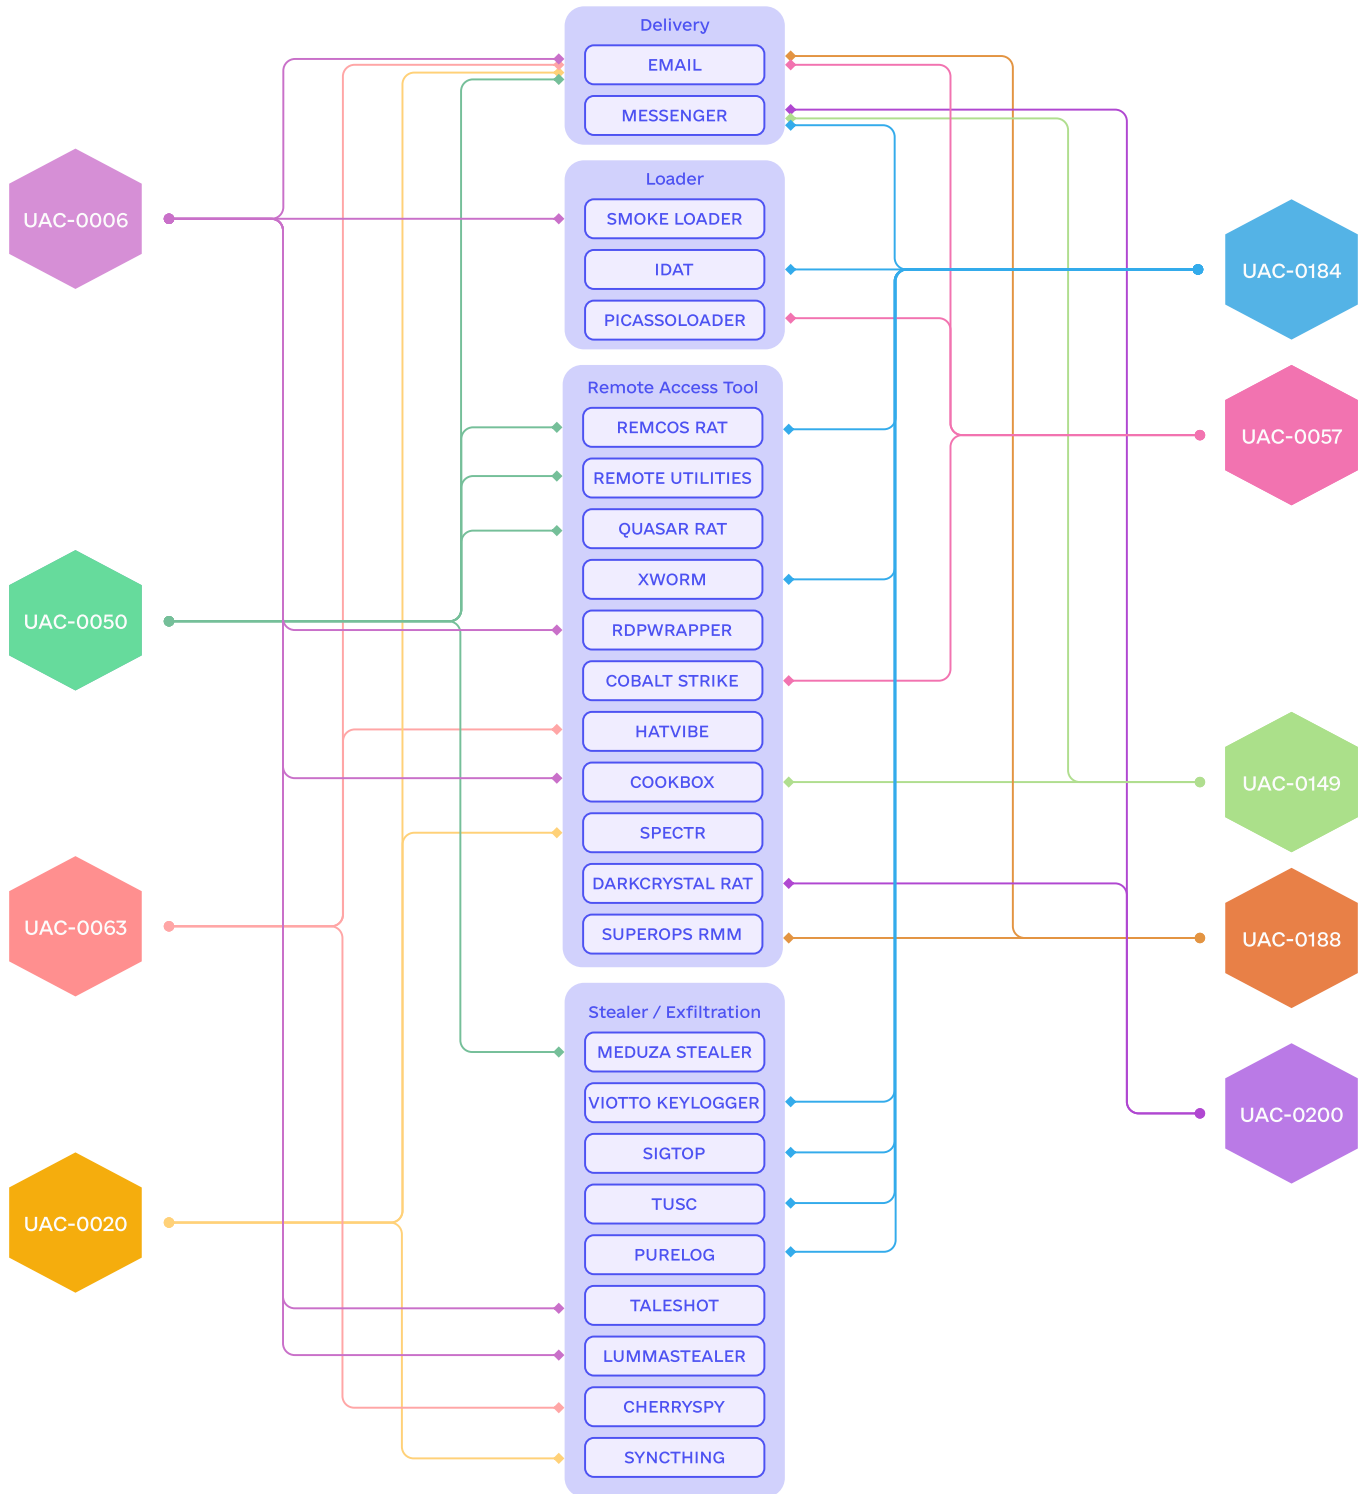 Delivery
EMAIL
MESSENGER
Loader
SMOKE LOADER
IDAT
PICASSOLOADER
Remote Access Tool
REMCOS RAT
REMOTE UTILITIES
QUASAR RAT
XWORM
RDPWRAPPER
COBALT STRIKE
HATVIBE
COOKBOX
SPECTR
DARKCRYSTAL RAT
SUPEROPS RMM
Stealer / Exfiltration
MEDUZA STEALER
VIOTTO KEYLOGGER
SIGTOP
TUSC
PURELOG
TALESHOT
LUMMASTEALER
CHERRYSPY
SYNCTHING
UAC-0006
UAC-0050
UAC-0063
UAC-0020
UAC-0184
UAC-0057
UAC-0149
UAC-0188
UAC-0200